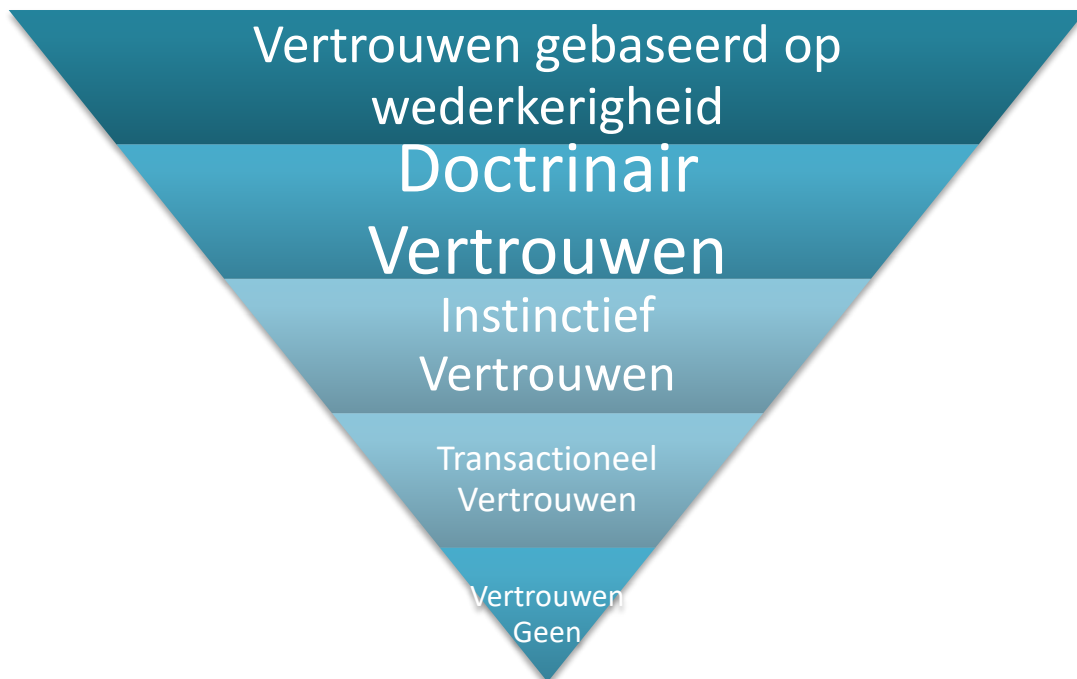 Vertrouwen gebaseerd op
wederkerigheid
Doctrinair
Vertrouwen
Instinctief
Vertrouwen
Transactioneel
Vertrouwen
Vertrouwen
Geen